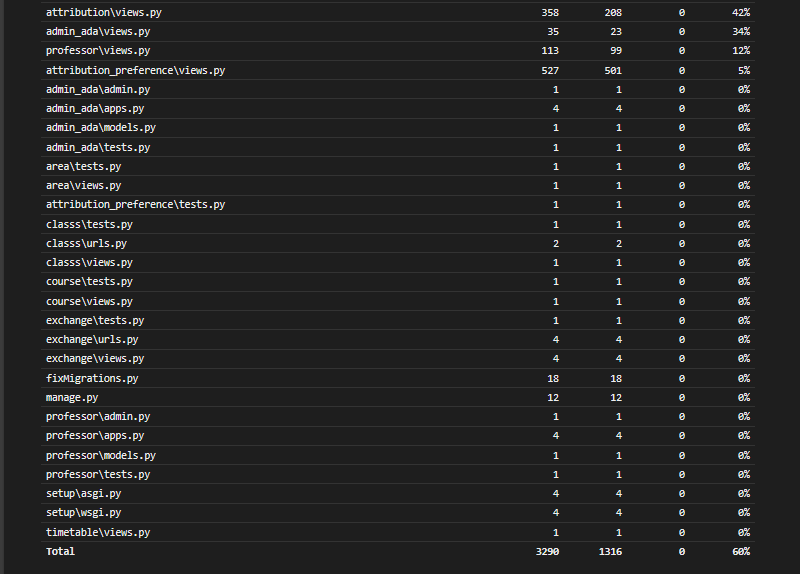 attribution\views.py 358 208 0 42%
admin_ada\views.py 35 23 0 34%
professor\views.py 113 99 0 12%
attribution_preference\views.py 527 501 0 5%
admin_ada\admin.py 1 1 0 0%
admin_ada\apps.py 4 4 0 0%
admin_ada\models.py 1 1 0 0%
admin_ada\tests.py 1 1 0 0%
area\tests.py 1 1 0 0%
area\views.py 1 1 0 0%
attribution_preference\tests.py 1 1 0 0%
classs\tests.py 1 1 0 0%
classs\urls.py 2 2 0 0%
classs\views.py 1 1 0 0%
course\tests.py 1 1 0 0%
course\views.py 1 1 0 0%
exchange\tests.py 1 1 0 0%
exchange\urls.py 4 4 0 0%
exchange\views.py 4 4 0 0%
fixMigrations.py 18 18 0 0%
manage.py 12 12 0 0%
professor\admin.py 1 1 0 0%
professor\apps.py 4 4 0 0%
professor\models.py 1 1 0 0%
professor\tests.py 1 1 0 0%
setup\asgi.py 4 4 0 0%
setup\wsgi.py 4 4 0 0%
timetable\views.py 1 1 0 0%
Total 3290 1316 0 60%